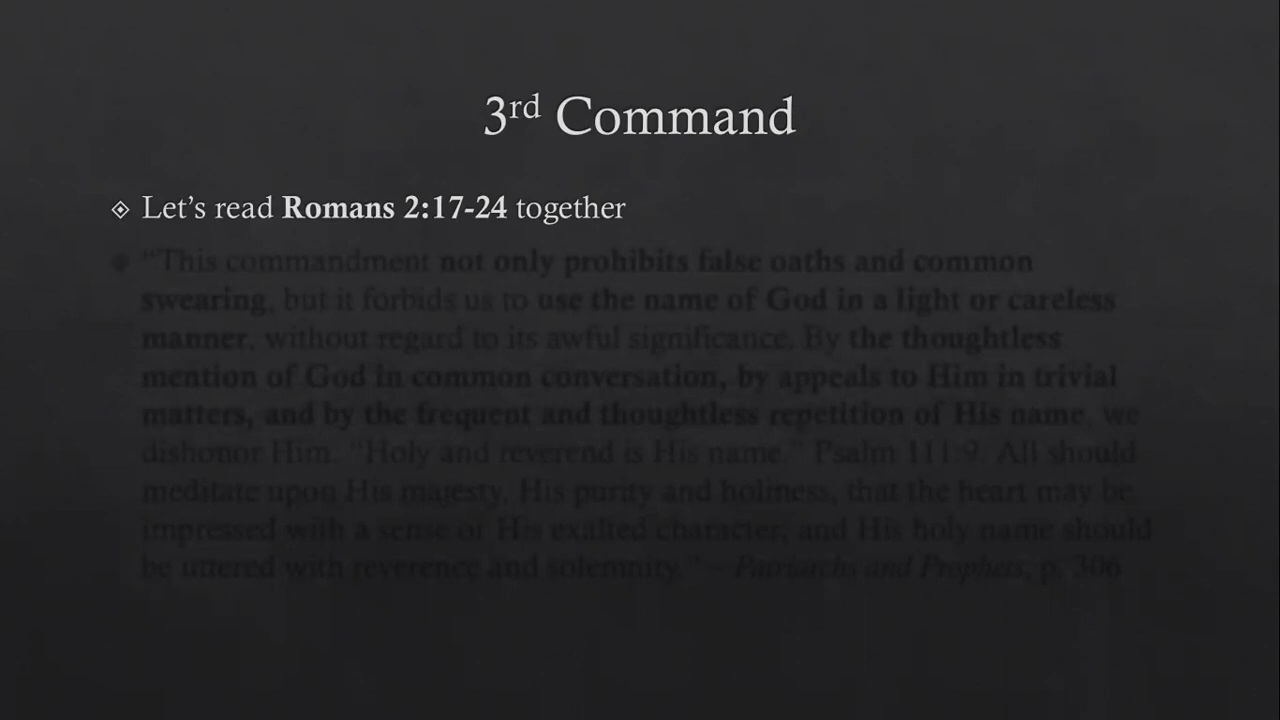 3rd Command
Let's read Romans 2:17-24 together
"This commandment not only prohibits false oaths and common
swearing, but it forbids us to use the name of God in a light or careless
manner, without regard to its awful significance. By the thoughtless
mention of God in common conversation, by appeals to Him in trivial
matters, and by the frequent and thoughtless repetition of His name, we
dishonor Him. "Holy and reverend is His name." Psalm 111:9. All should
meditate upon His majesty, His purity and holiness, that the heart may be
impressed with a sense of His exalted character; and His holy name should
be uttered with reverence and solemnity." – Patriarchs and Prophets, p. 306